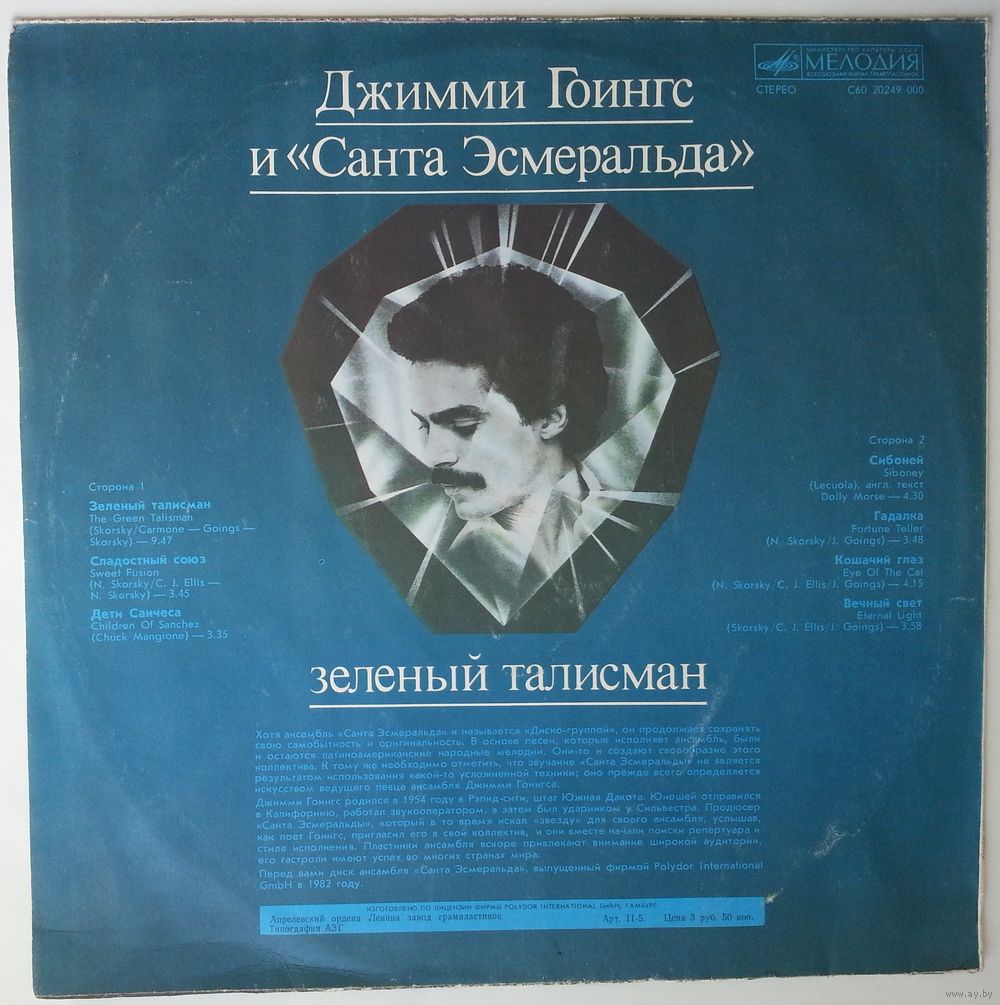 МИНИСТЕРСТВО КУЛЬТУРЫ СССР
МЕЛОДИЯ
ВСЕСОЮЗНАЯ ФИРМА ГРАМПЛАСТИНОК
СТЕРЕО С60 20249 000
Джимми Гоингс
и «Санта Эсмеральда»
Сторона 1
Зеленый талисман
The Green Talisman
(Skorsky/Carmone — Goings —
Skorsky) — 9.47
Сладостный союз
Sweet Fusion
(N. Skorsky/C. J. Ellis —
N. Skorsky) — 3.45
Дети Санчеса
Children Of Sanchez
(Chuck Mangione) — 3.35
Сторона 2
Сибоней
Siboney
(Lecuola), англ. текст
Dolly Morse — 4.30
Гадалка
Fortune Teller
(N. Skorsky/J. Goings) — 3.48
Кошачий глаз
Eye Of The Cat
(N. Skorsky/C. J. Ellis/J. Goings) — 4.15
Вечный свет
Eternal Light
(Skorsky/C. J. Ellis/J. Goings) — 3.58
зеленый талисман
Хотя ансамбль «Санта Эсмеральда» и называется «Диско-группой», он продолжает сохранять
свою самобытность и оригинальность. В основе песен, которые исполняет ансамбль, были
и остаются латиноамериканские народные мелодии. Они-то и создают своеобразие этого
коллектива. К тому же необходимо отметить, что звучание «Санта Эсмеральды» не является
результатом использования какой-то усложненной техники; оно прежде всего определяется
искусством ведущего певца ансамбля Джимми Гоингса.
Джимми Гоингс родился в 1954 году в Рэпид-сити, штат Южная Дакота. Юношей отправился
в Калифорнию, работал звукооператором, а затем был ударником у Сильвестра. Продюсер
«Санта Эсмеральды», который в то время искал «звезду» для своего ансамбля, услышав,
как поет Гоингс, пригласил его в свой коллектив, и они вместе начали поиски репертуара и
стиля исполнения. Пластинки ансамбля вскоре привлекают внимание широкой аудитории,
его гастроли имеют успех во многих странах мира.
Перед вами диск ансамбля «Санта Эсмеральда», выпущенный фирмой Polydor International
GmbH в 1982 году.
ИЗГОТОВЛЕНО ПО ЛИЦЕНЗИИ ФИРМЫ POLYDOR INTERNATIONAL GmbH, ГАМБУРГ.
Апрелевский ордена Ленина завод грампластинок Арт. 11-5. Цена 3 руб. 50 коп.
Типография АЗГ
www.ay.by